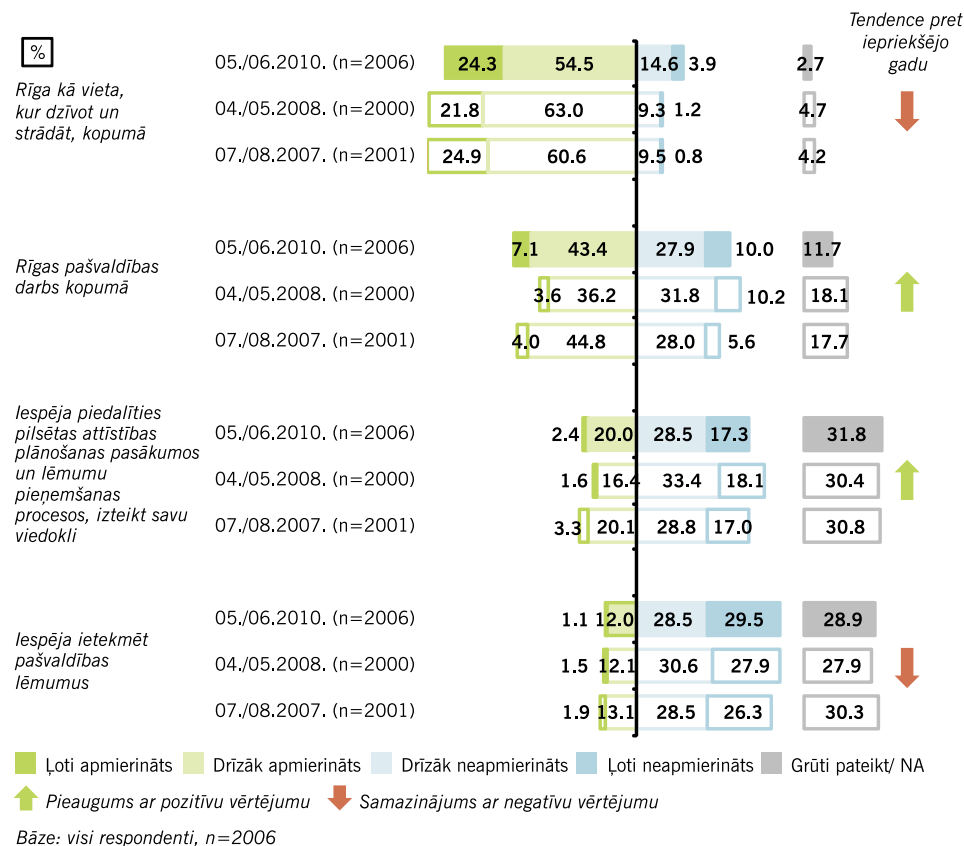 Tendence pret
iepriekšējo
gadu
%
Rīga kā vieta,
kur dzīvot un
strādāt, kopumā
05./06.2010. (n=2006) 24.3 54.5 14.6 3.9 2.7
04./05.2008. (n=2000) 21.8 63.0 9.3 1.2 4.7
07./08.2007. (n=2001) 24.9 60.6 9.5 0.8 4.2
Rīgas pašvaldības
darbs kopumā
05./06.2010. (n=2006) 7.1 43.4 27.9 10.0 11.7
04./05.2008. (n=2000) 3.6 36.2 31.8 10.2 18.1
07./08.2007. (n=2001) 4.0 44.8 28.0 5.6 17.7
Iespēja piedalīties
pilsētas attīstības
plānošanas pasākumos
un lēmumu
pieņemšanas
procesos, izteikt savu
viedokli
05./06.2010. (n=2006) 2.4 20.0 28.5 17.3 31.8
04./05.2008. (n=2000) 1.6 16.4 33.4 18.1 30.4
07./08.2007. (n=2001) 3.3 20.1 28.8 17.0 30.8
Iespēja ietekmēt
pašvaldības
lēmumus
05./06.2010. (n=2006) 1.1 12.0 28.5 29.5 28.9
04./05.2008. (n=2000) 1.5 12.1 30.6 27.9 27.9
07./08.2007. (n=2001) 1.9 13.1 28.5 26.3 30.3
Ļoti apmierināts Drīzāk apmierināts Drīzāk neapmierināts Ļoti neapmierināts Grūti pateikt/ NA
Pieaugums ar pozitīvu vērtējumu Samazinājums ar negatīvu vērtējumu
Bāze: visi respondenti, n=2006